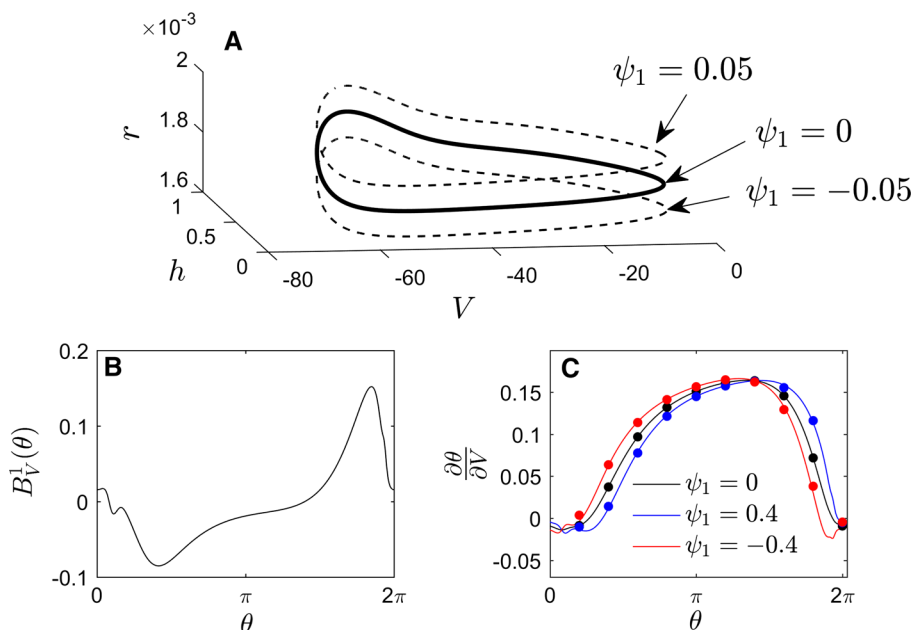 ×10⁻³
A
2
1.8
1.6
r
1
0.5
0
h
-80
-60
-40
-20
0
V
ψ₁ = 0.05
ψ₁ = 0
ψ₁ = −0.05
B
0.2
0.1
0
-0.1
B¹_V(θ)
0
π
2π
θ
C
0.15
0.1
0.05
0
-0.05
∂θ/∂V
ψ₁ = 0
ψ₁ = 0.4
ψ₁ = −0.4
0
π
2π
θ